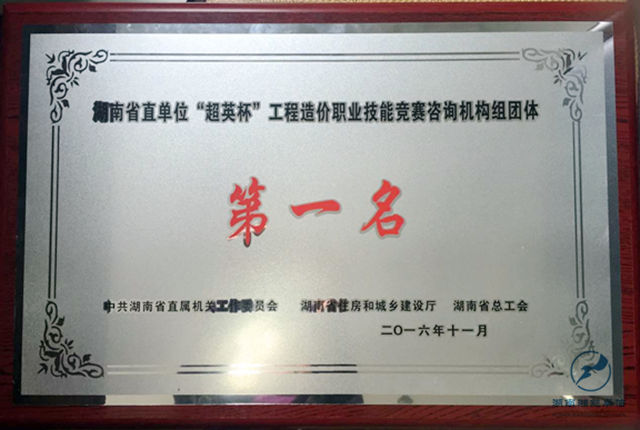 湖南省直单位“超英杯”工程造价职业技能竞赛咨询机构组团体
第一名
中共湖南省直属机关工作委员会 湖南省住房和城乡建设厅 湖南省总工会
二〇一六年十一月